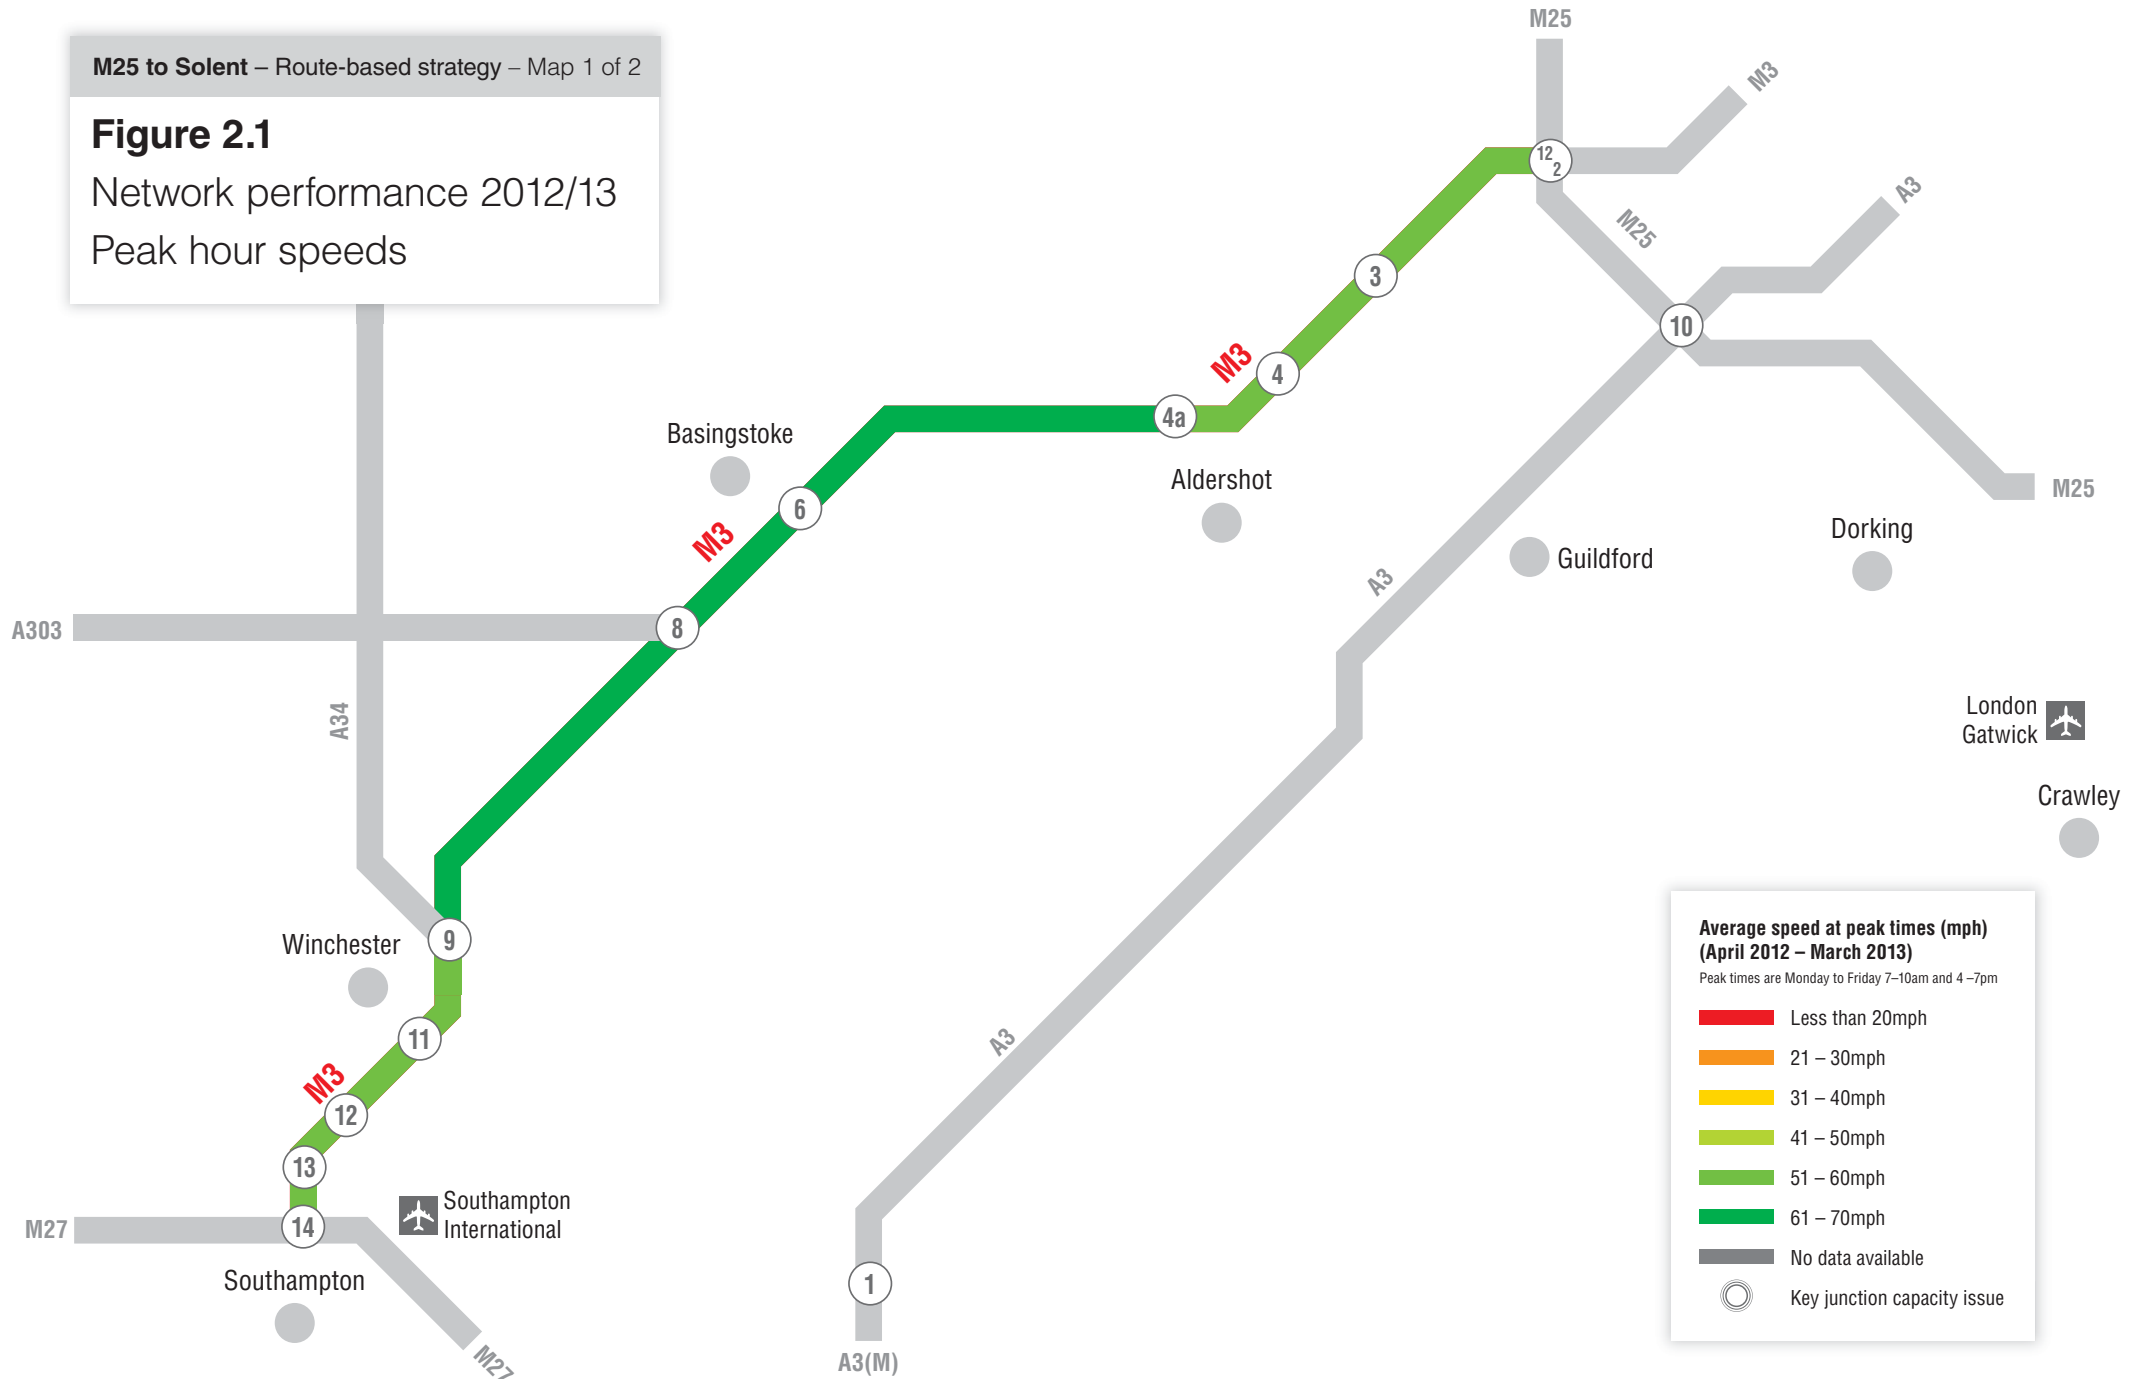 M25 to Solent – Route-based strategy – Map 1 of 2
Figure 2.1
Network performance 2012/13
Peak hour speeds
M25
M3
12
2
A3
M25
3
10
M3
4
4a
Basingstoke
Aldershot
6
M25
M3
Dorking
Guildford
A3
A303
8
London
Gatwick
A34
Crawley
Winchester
9
11
A3
M3
12
13
Southampton
International
M27
14
Southampton
1
M27
A3(M)
Average speed at peak times (mph)
(April 2012 – March 2013)
Peak times are Monday to Friday 7–10am and 4 –7pm
Less than 20mph
21 – 30mph
31 – 40mph
41 – 50mph
51 – 60mph
61 – 70mph
No data available
Key junction capacity issue